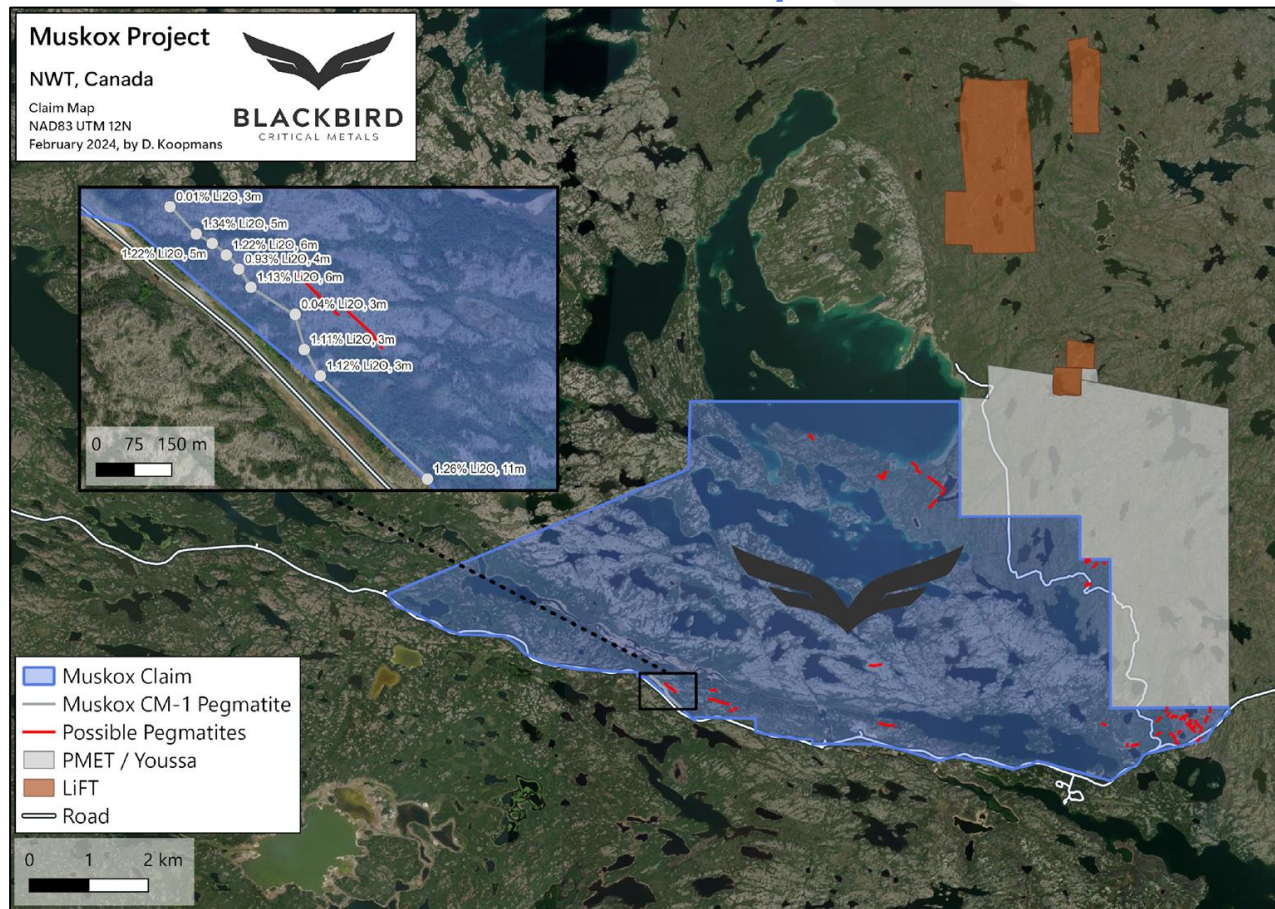 Muskox Project
NWT, Canada
Claim Map
NAD83 UTM 12N
February 2024, by D. Koopmans
BLACKBIRD
CRITICAL METALS
0.01% Li2O, 3m
1.34% Li2O, 5m
1.22% Li2O, 6m
1.22% Li2O, 5m
0.93% Li2O, 4m
1.13% Li2O, 6m
0.04% Li2O, 3m
1.11% Li2O, 3m
1.12% Li2O, 3m
0 75 150 m
1.26% Li2O, 11m
Muskox Claim
Muskox CM-1 Pegmatite
Possible Pegmatites
PMET / Youssa
LiFT
Road
0 1 2 km